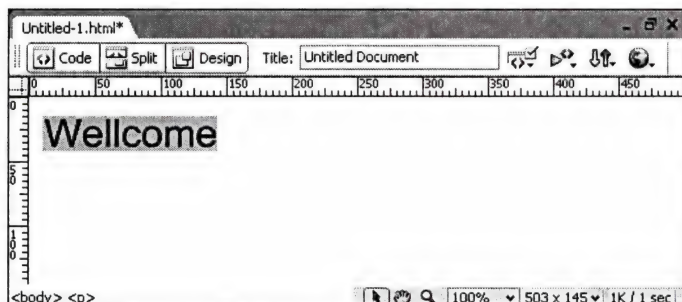 Untitled-1.html*
Code Split Design Title: Untitled Document
0 50 100 150 200 250 300 350 400 450
0
50
100
Wellcome
<body> <p> 100% 503 x 145 1K / 1 sec